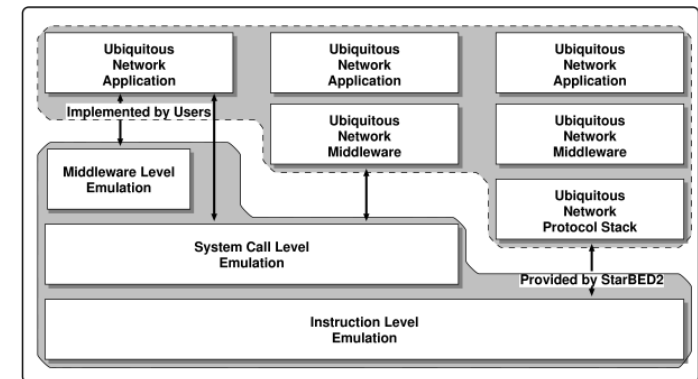 Ubiquitous
Network
Application
Ubiquitous
Network
Application
Ubiquitous
Network
Application
Implemented by Users
Ubiquitous
Network
Middleware
Ubiquitous
Network
Middleware
Middleware Level
Emulation
Ubiquitous
Network
Protocol Stack
System Call Level
Emulation
Provided by StarBED2
Instruction Level
Emulation